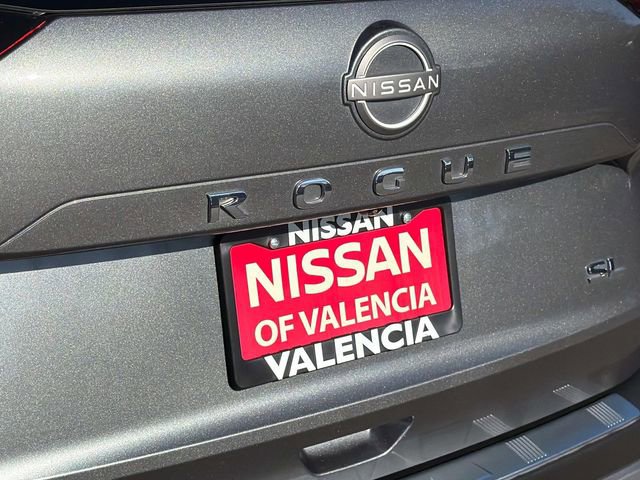 NISSAN
ROGUE
NISSAN
NISSAN
OF VALENCIA
VALENCIA
SL